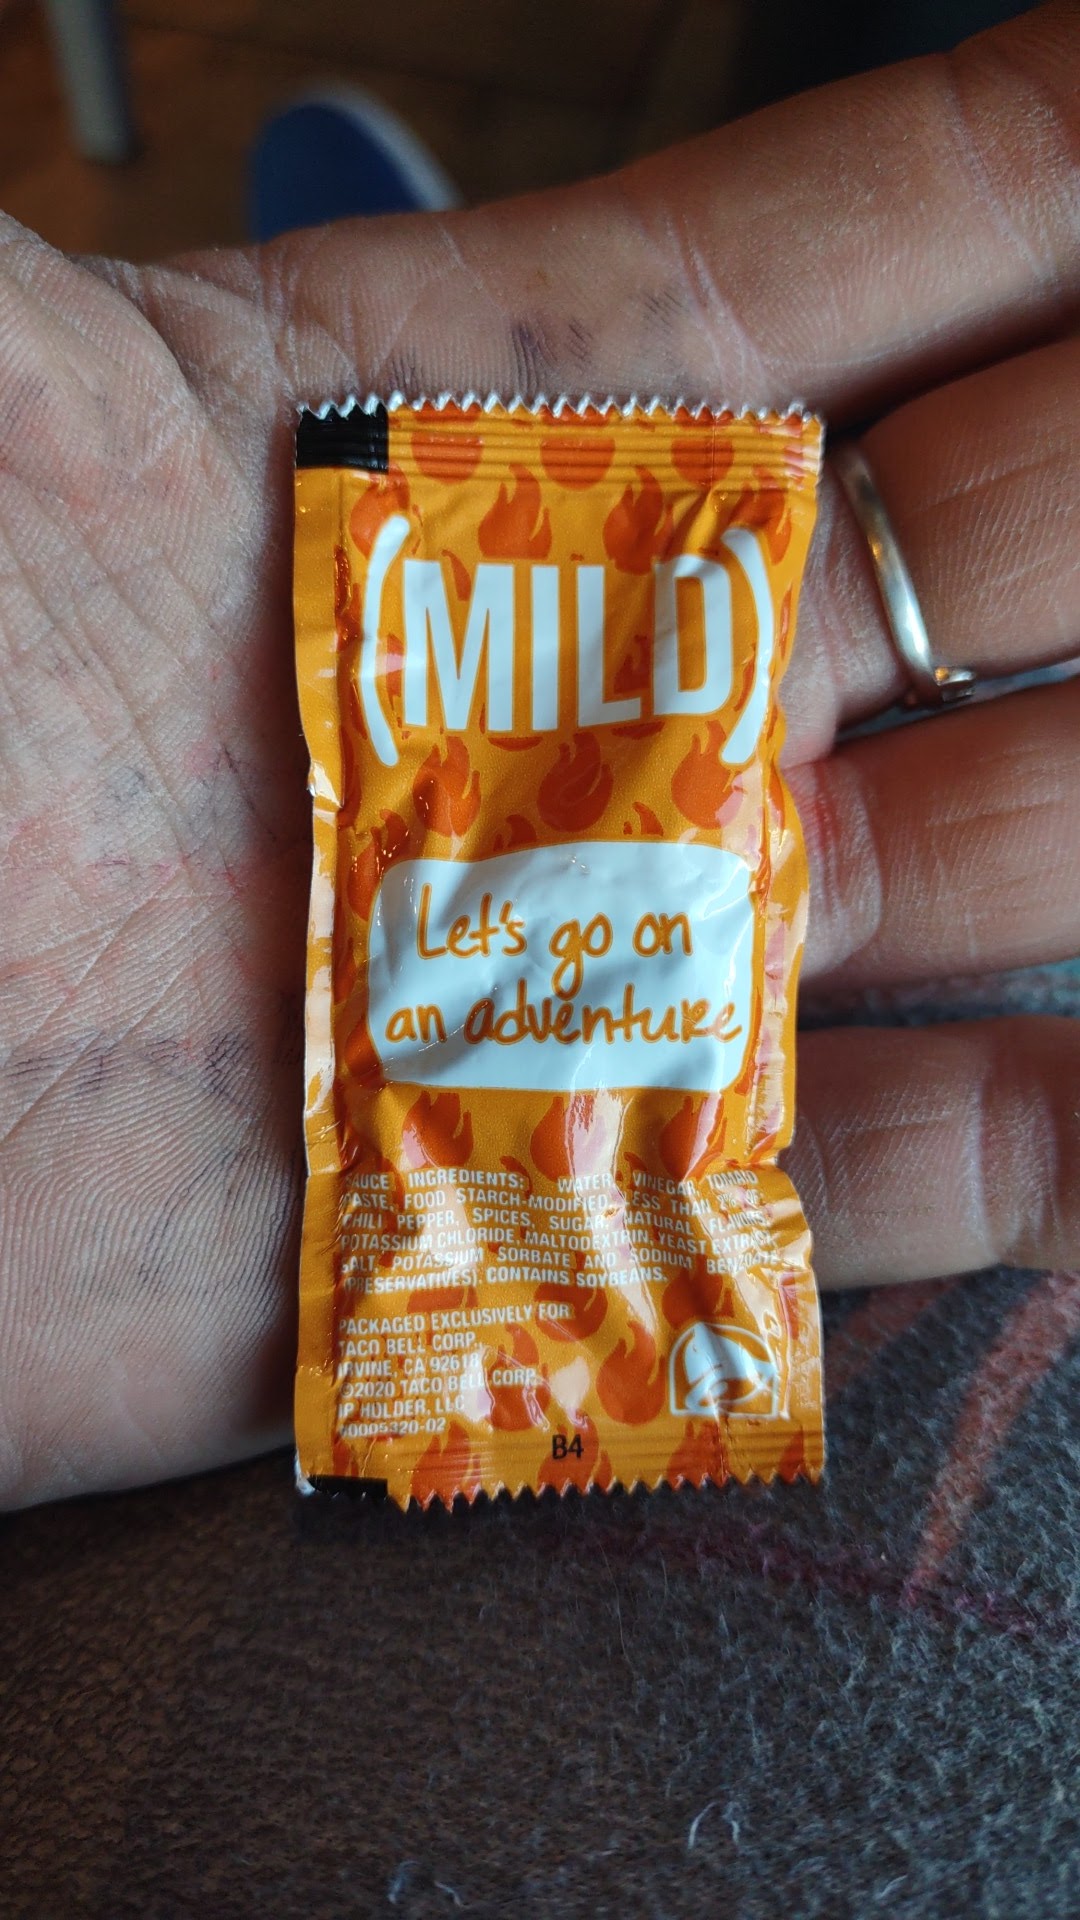 (MILD)
Let's go on
an adventure
SAUCE INGREDIENTS: WATER, VINEGAR, TOMATO
PASTE, FOOD STARCH-MODIFIED, LESS THAN 2% OF
CHILI PEPPER, SPICES, SUGAR, NATURAL FLAVORS,
POTASSIUM CHLORIDE, MALTODEXTRIN, YEAST EXTRACT,
SALT, POTASSIUM SORBATE AND SODIUM BENZOATE
(PRESERVATIVES). CONTAINS SOYBEANS.
PACKAGED EXCLUSIVELY FOR
TACO BELL CORP.
IRVINE, CA 92618
©2020 TACO BELL CORP.
IP HOLDER, LLC
00005320-02
B4